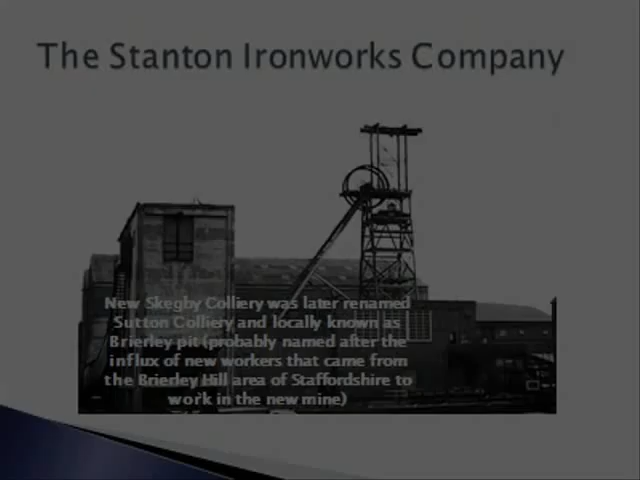 The Stanton Ironworks Company
New Skegby Colliery was later renamed
Sutton Colliery and locally known as
Brierley pit (probably named after the
influx of new workers that came from
the Brierley Hill area of Staffordshire to
work in the new mine)